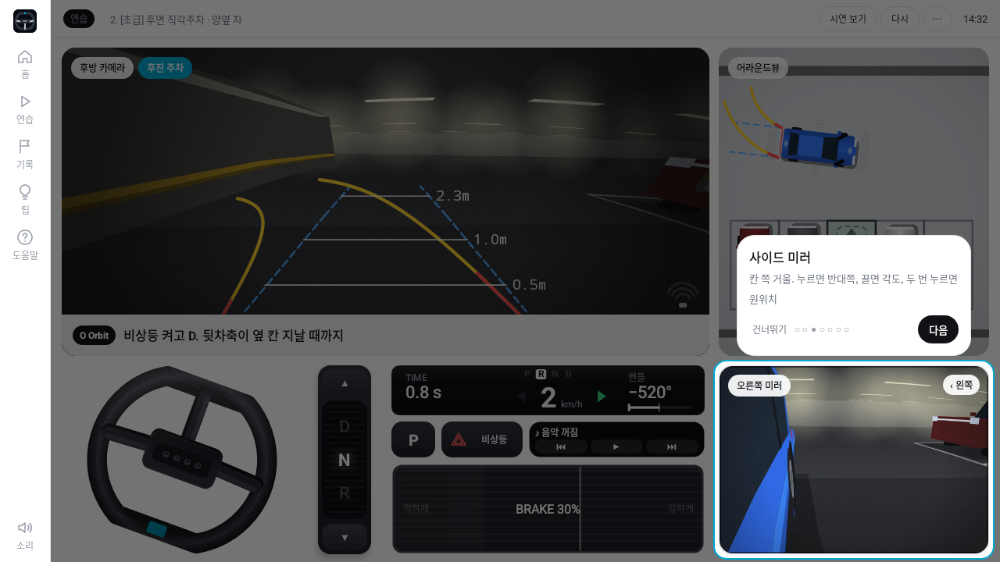 연습
2. [초급] 후면 직각주차 · 양옆 차
시연 보기
다시
···
14:32
홈
연습
기록
팁
도움말
소리
후방 카메라
후진 주차
2.3m
1.0m
0.5m
O Orbit
비상등 켜고 D. 뒷차축이 옆 칸 지날 때까지
어라운드뷰
사이드 미러
칸 쪽 거울. 누르면 반대쪽, 끌면 각도, 두 번 누르면
원위치
건너뛰기
다음
▲
D
N
R
▼
TIME
0.8 s
P R N D
2 km/h
핸들
−520°
P
비상등
♪ 음악 꺼짐
약하게
BRAKE 30%
강하게
오른쪽 미러
‹ 왼쪽